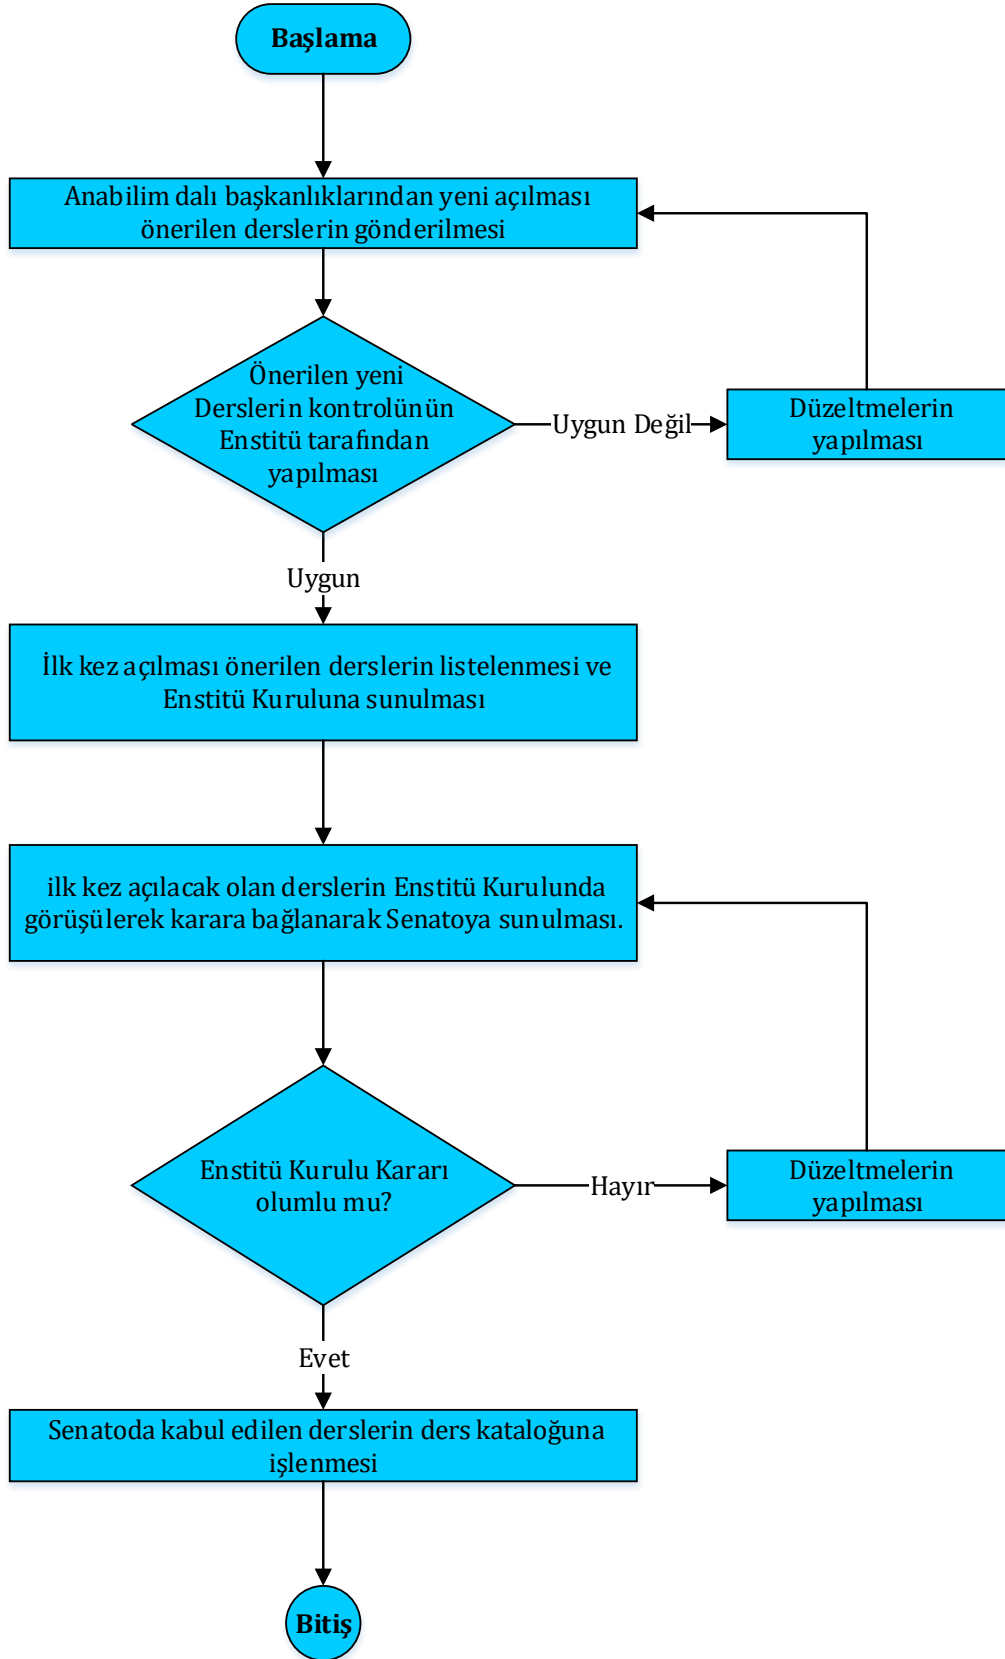 Başlama
Anabilim dalı başkanlıklarından yeni açılması
önerilen derslerin gönderilmesi
Önerilen yeni
Derslerin kontrolünün
Enstitü tarafından
yapılması
Uygun Değil
Düzeltmelerin
yapılması
Uygun
İlk kez açılması önerilen derslerin listelenmesi ve
Enstitü Kuruluna sunulması
ilk kez açılacak olan derslerin Enstitü Kurulunda
görüşülerek karara bağlanarak Senatoya sunulması.
Enstitü Kurulu Kararı
olumlu mu?
Hayır
Düzeltmelerin
yapılması
Evet
Senatoda kabul edilen derslerin ders kataloğuna
işlenmesi
Bitiş